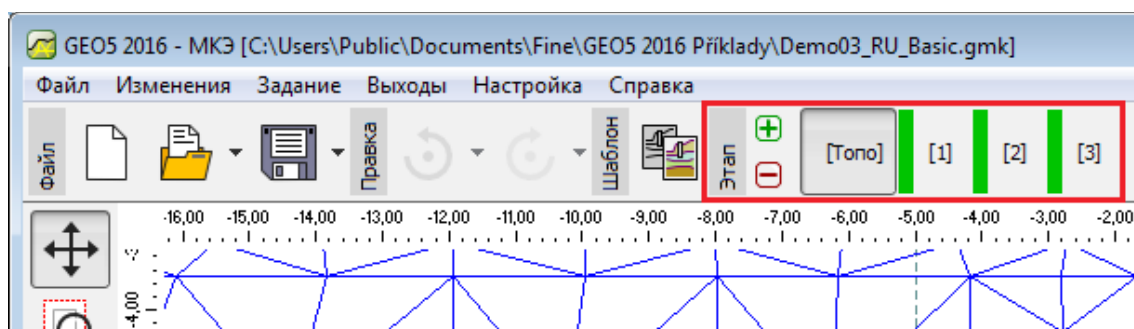 GEO5 2016 - МКЭ [C:\Users\Public\Documents\Fine\GEO5 2016 Příklady\Demo03_RU_Basic.gmk]
Файл Изменения Задание Выходы Настройка Справка
Файл Правка Шаблон Этап [Топо] [1] [2] [3]
-16,00 -15,00 -14,00 -13,00 -12,00 -11,00 -10,00 -9,00 -8,00 -7,00 -6,00 -5,00 -4,00 -3,00 -2,00
-4,00